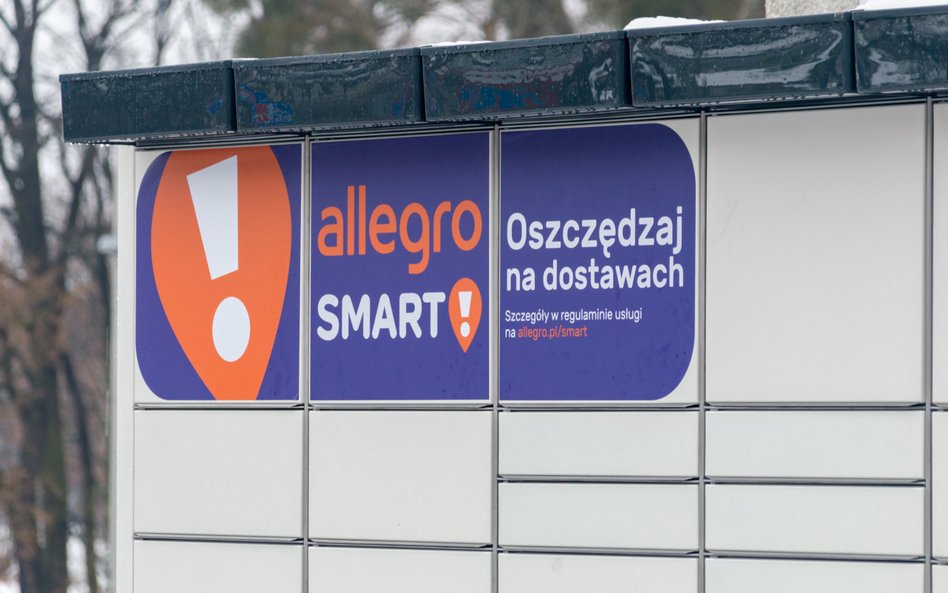 allegro
SMART!
Oszczędzaj
na dostawach
Szczegóły w regulaminie usługi
na allegro.pl/smart